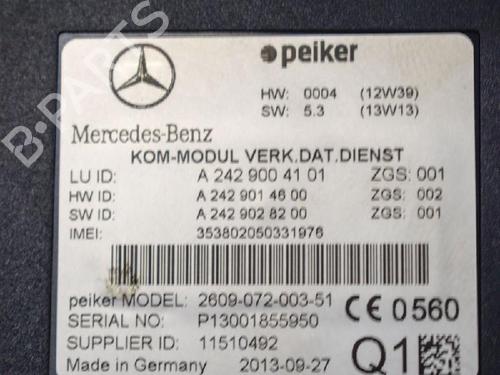 peiker
HW: 0004 (12W39)
SW: 5.3 (13W13)
Mercedes-Benz
KOM-MODUL VERK.DAT.DIENST
LU ID: A 242 900 41 01 ZGS: 001
HW ID: A 242 901 46 00 ZGS: 002
SW ID: A 242 902 82 00 ZGS: 001
IMEI: 353802050331976
peiker MODEL: 2609-072-003-51
CE 0560
SERIAL NO: P13001855950
SUPPLIER ID: 11510492
Made in Germany 2013-09-27
Q1
B-PARTS